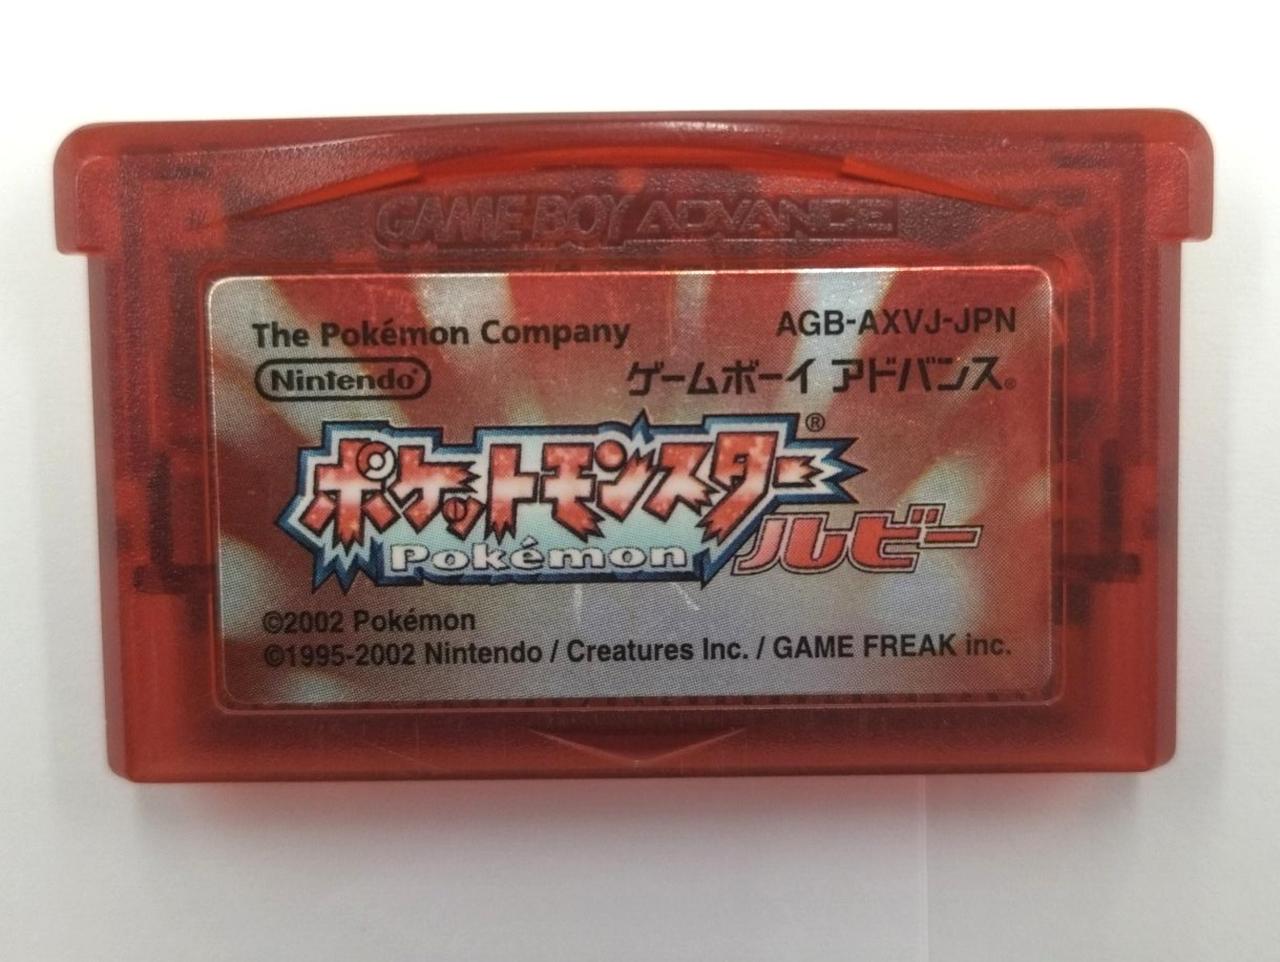 GAME BOY ADVANCE
The Pokémon Company
AGB-AXVJ-JPN
Nintendo®
ゲームボーイ アドバンス®
ポケットモンスター®
Pokémon
ルビー
©2002 Pokémon
©1995-2002 Nintendo / Creatures Inc. / GAME FREAK inc.